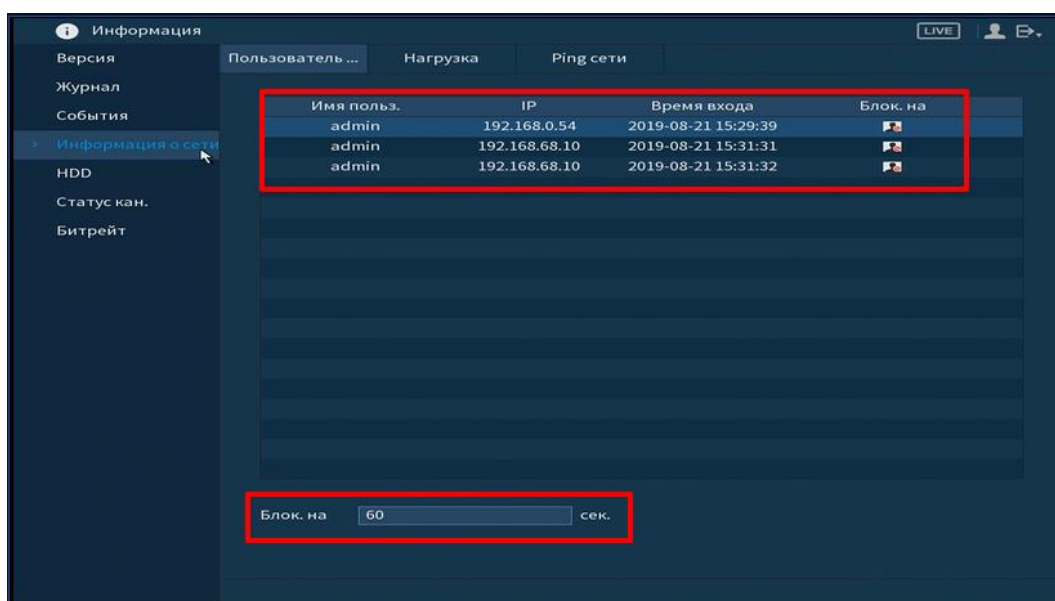 Информация
LIVE
Версия
Журнал
События
Информация о сети
HDD
Статус кан.
Битрейт
Пользователь ... Нагрузка Ping сети
Имя польз. IP Время входа Блок. на
admin 192.168.0.54 2019-08-21 15:29:39
admin 192.168.68.10 2019-08-21 15:31:31
admin 192.168.68.10 2019-08-21 15:31:32
Блок. на 60 сек.